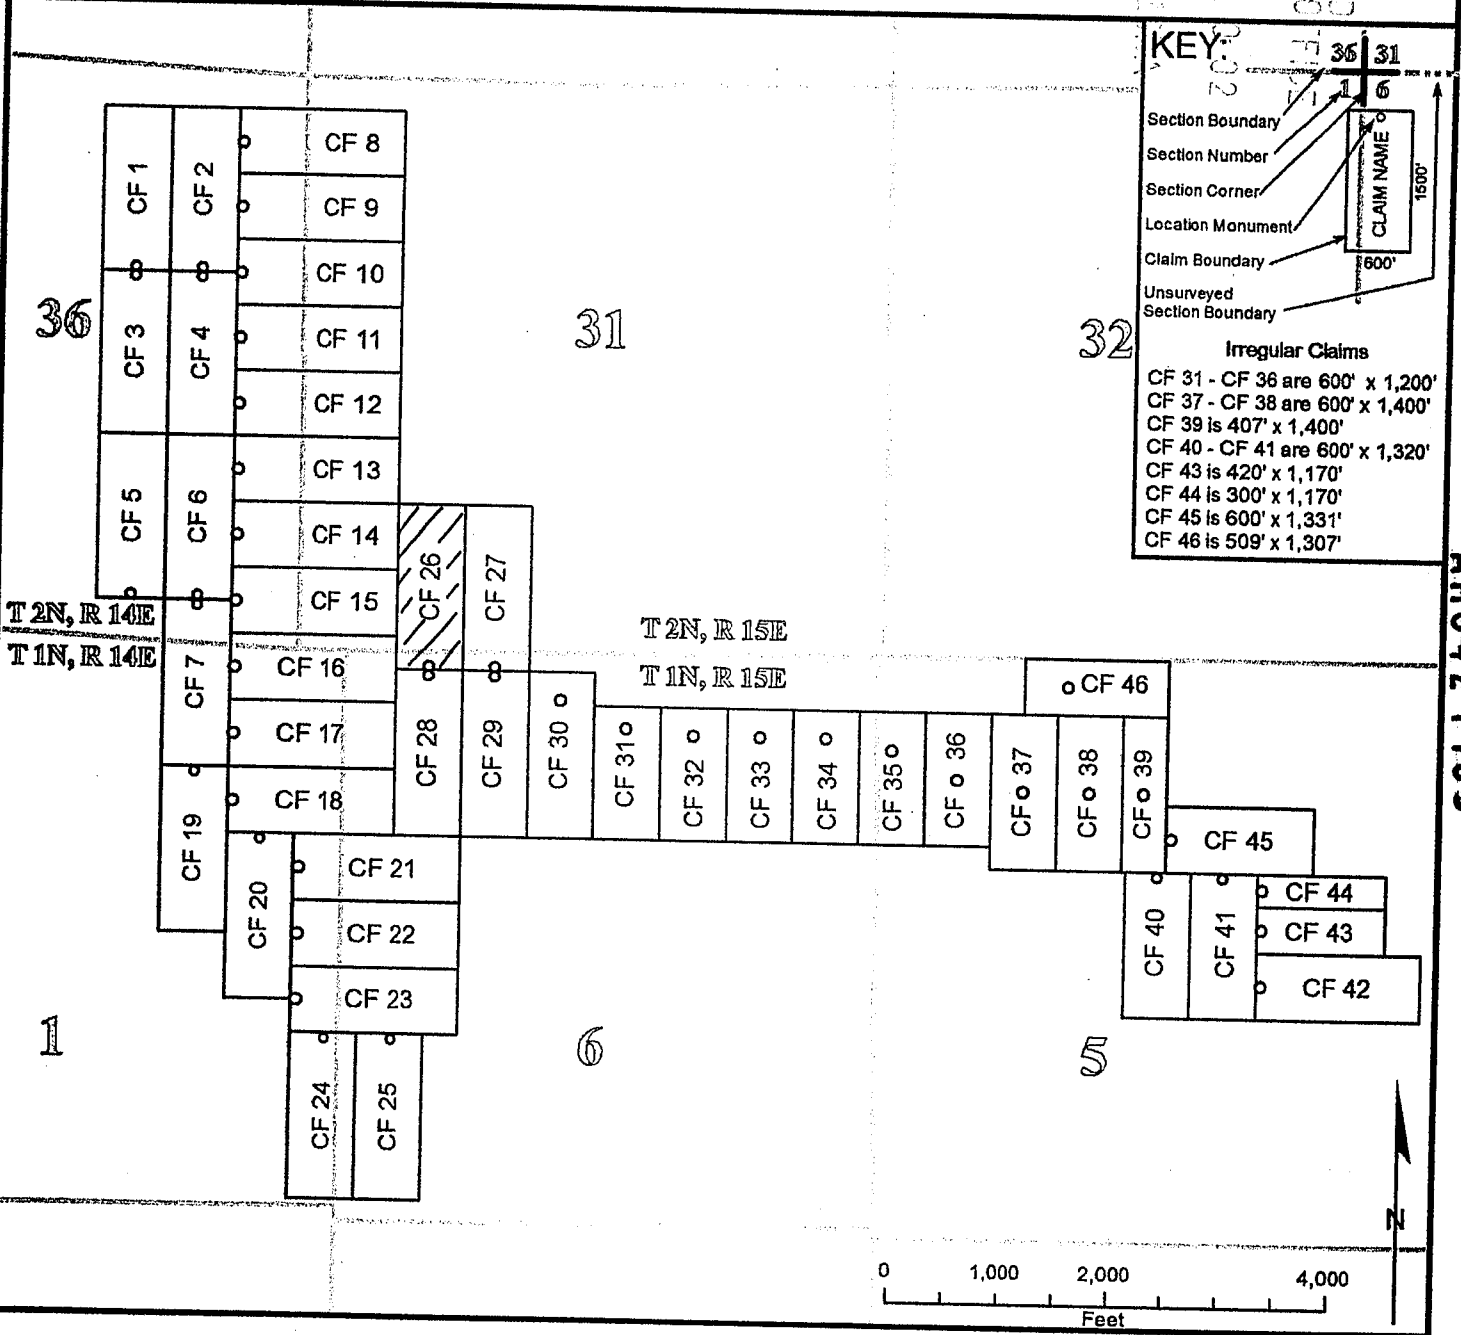 KEY:
36 31
1 6
Section Boundary
Section Number
Section Corner
Location Monument
Claim Boundary
Unsurveyed
Section Boundary
CLAIM NAME
1500'
600'
Irregular Claims
CF 31 - CF 36 are 600' x 1,200'
CF 37 - CF 38 are 600' x 1,400'
CF 39 is 407' x 1,400'
CF 40 - CF 41 are 600' x 1,320'
CF 43 is 420' x 1,170'
CF 44 is 300' x 1,170'
CF 45 is 600' x 1,331'
CF 46 is 509' x 1,307'
36
31
32
CF 1
CF 2
CF 3
CF 4
CF 5
CF 6
CF 7
CF 8
CF 9
CF 10
CF 11
CF 12
CF 13
CF 14
CF 15
CF 16
CF 17
CF 18
CF 19
CF 20
CF 21
CF 22
CF 23
CF 24
CF 25
CF 26
CF 27
CF 28
CF 29
CF 30
CF 31
CF 32
CF 33
CF 34
CF 35
CF 36
CF 37
CF 38
CF 39
CF 40
CF 41
CF 42
CF 43
CF 44
CF 45
CF 46
T 2N, R 14E
T 1N, R 14E
T 2N, R 15E
T 1N, R 15E
1
6
5
N
0 1,000 2,000 4,000
Feet